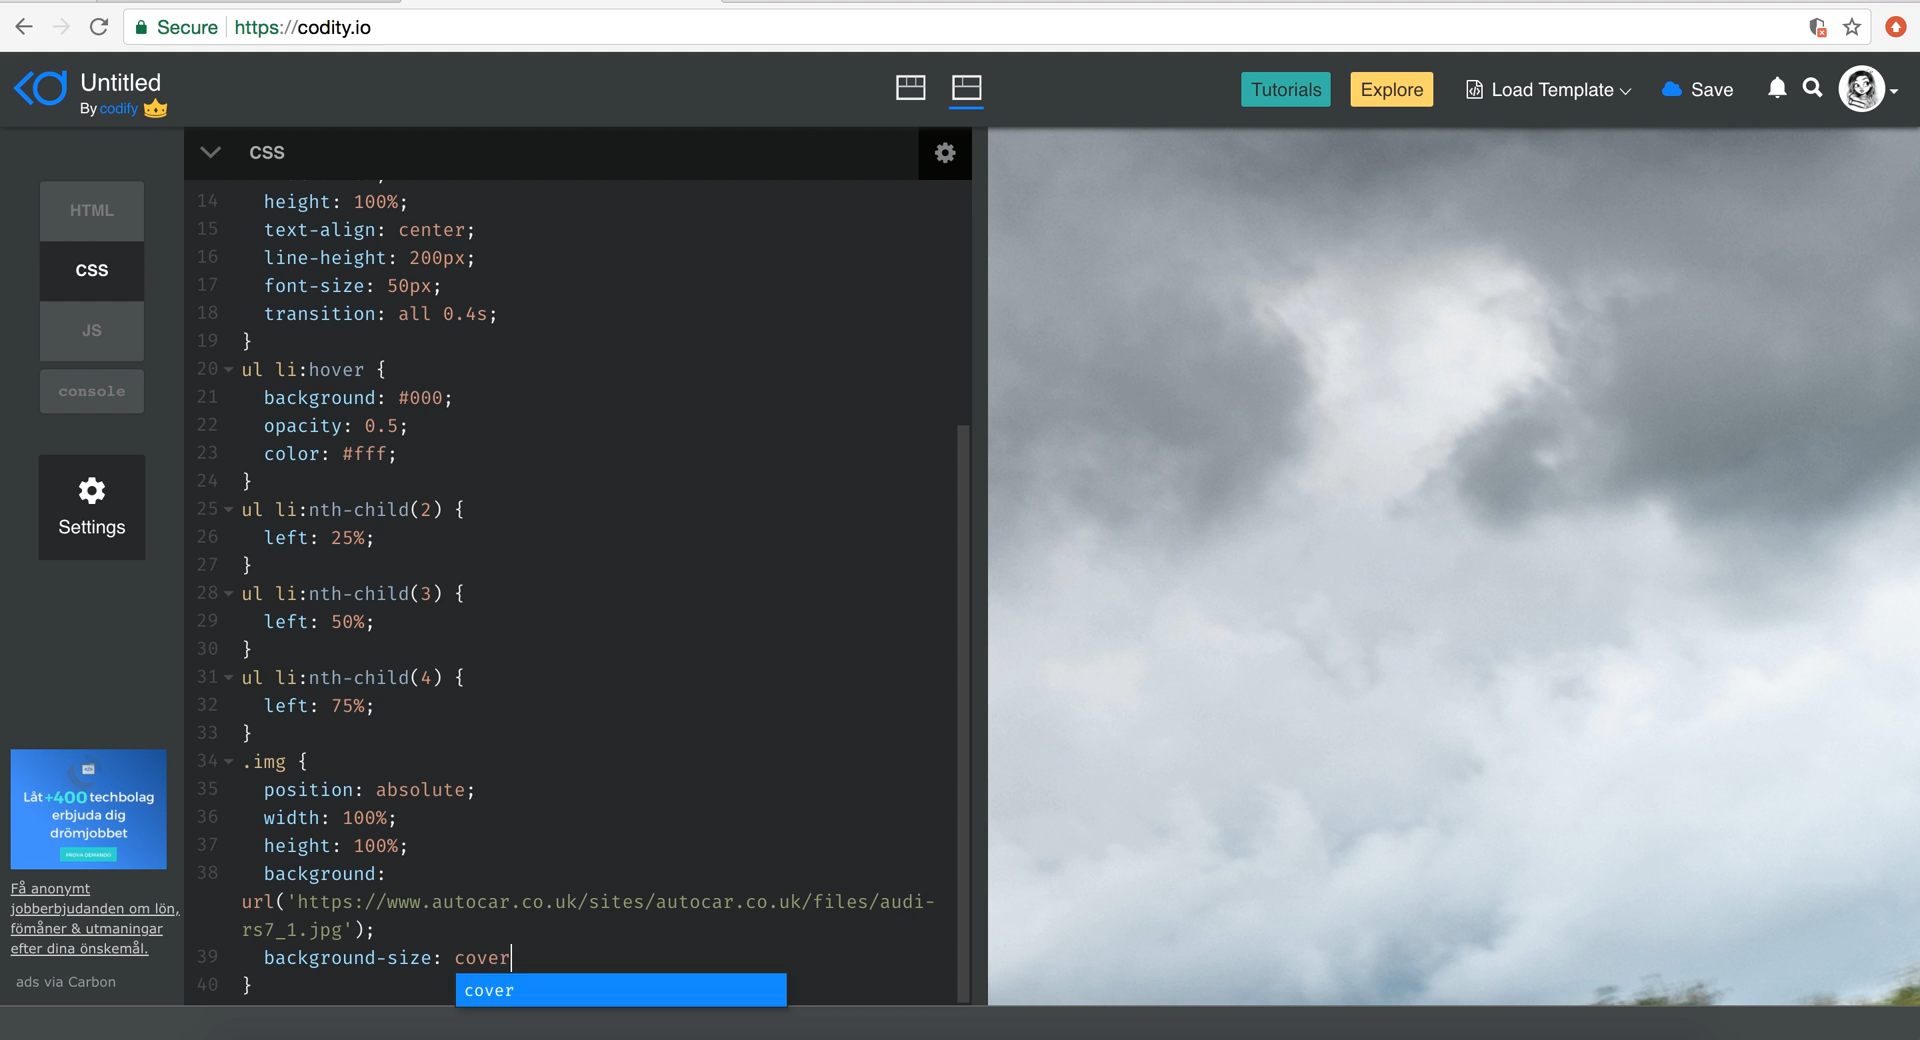 Secure https://codity.io
Untitled
By codify
Tutorials
Explore
Load Template
Save
HTML
CSS
JS
console
Settings
Låt +400 techbolag
erbjuda dig
drömjobbet
PROVA DEMANDO
Få anonymt
jobberbjudanden om lön,
fömåner & utmaningar
efter dina önskemål.
ads via Carbon
CSS
14 height: 100%;
15 text-align: center;
16 line-height: 200px;
17 font-size: 50px;
18 transition: all 0.4s;
19 }
20 ul li:hover {
21 background: #000;
22 opacity: 0.5;
23 color: #fff;
24 }
25 ul li:nth-child(2) {
26 left: 25%;
27 }
28 ul li:nth-child(3) {
29 left: 50%;
30 }
31 ul li:nth-child(4) {
32 left: 75%;
33 }
34 .img {
35 position: absolute;
36 width: 100%;
37 height: 100%;
38 background:
url('https://www.autocar.co.uk/sites/autocar.co.uk/files/audi-
rs7_1.jpg');
39 background-size: cover
40 }
cover